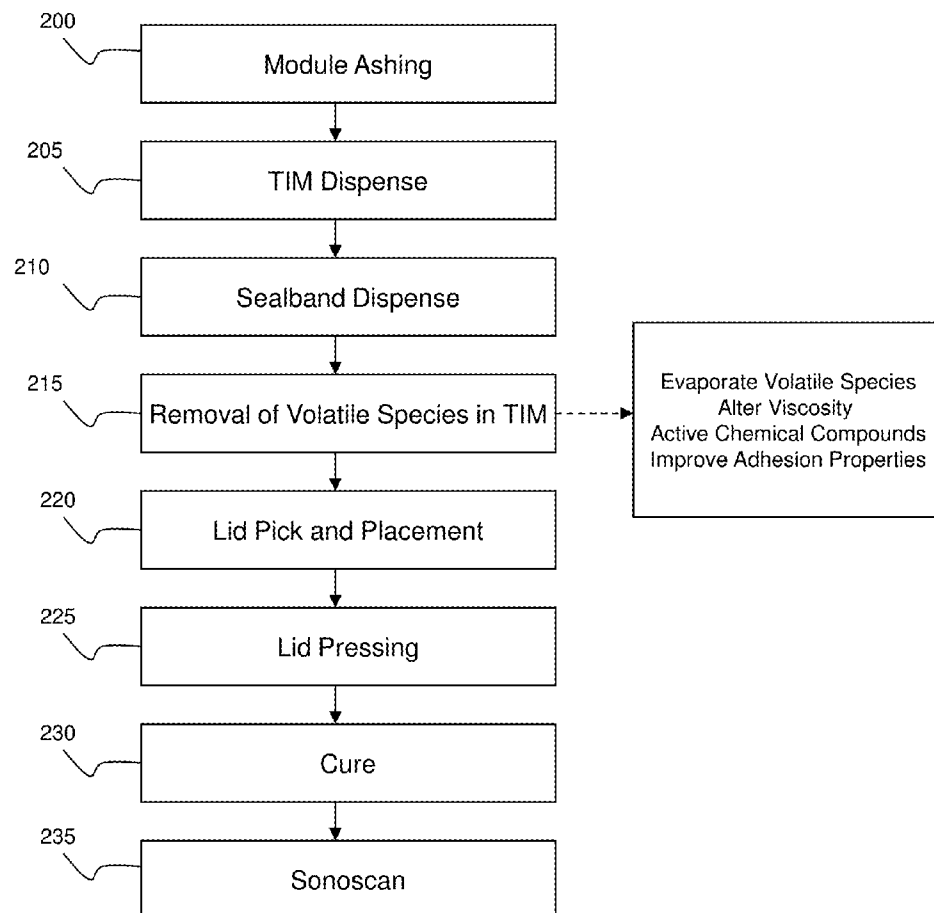 200
Module Ashing
205
TIM Dispense
210
Sealband Dispense
215
Removal of Volatile Species in TIM
Evaporate Volatile Species
Alter Viscosity
Active Chemical Compounds
Improve Adhesion Properties
220
Lid Pick and Placement
225
Lid Pressing
230
Cure
235
Sonoscan